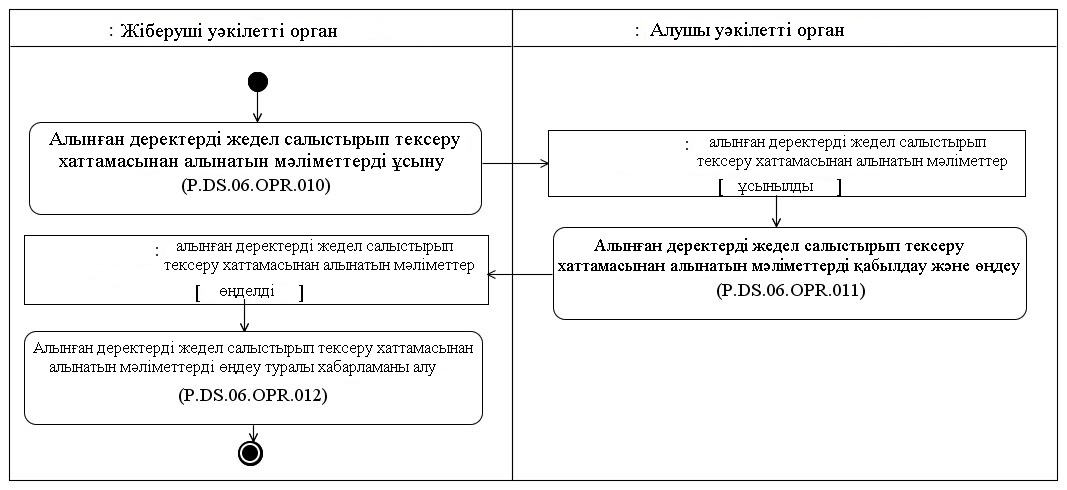 : Жіберуші уәкілетті орган
: Алушы уәкілетті орган
Алынған деректерді жедел салыстырып тексеру
хаттамасынан алынатын мәліметтерді ұсыну
(P.DS.06.OPR.010)
: алынған деректерді жедел салыстырып
тексеру хаттамасынан алынатын мәліметтер
[ ұсынылды ]
Алынған деректерді жедел салыстырып тексеру
хаттамасынан алынатын мәліметтерді қабылдау және өңдеу
(P.DS.06.OPR.011)
: алынған деректерді жедел салыстырып
тексеру хаттамасынан алынатын мәліметтер
[ өңделді ]
Алынған деректерді жедел салыстырып тексеру хаттамасынан
алынатын мәліметтерді өңдеу туралы хабарламаны алу
(P.DS.06.OPR.012)